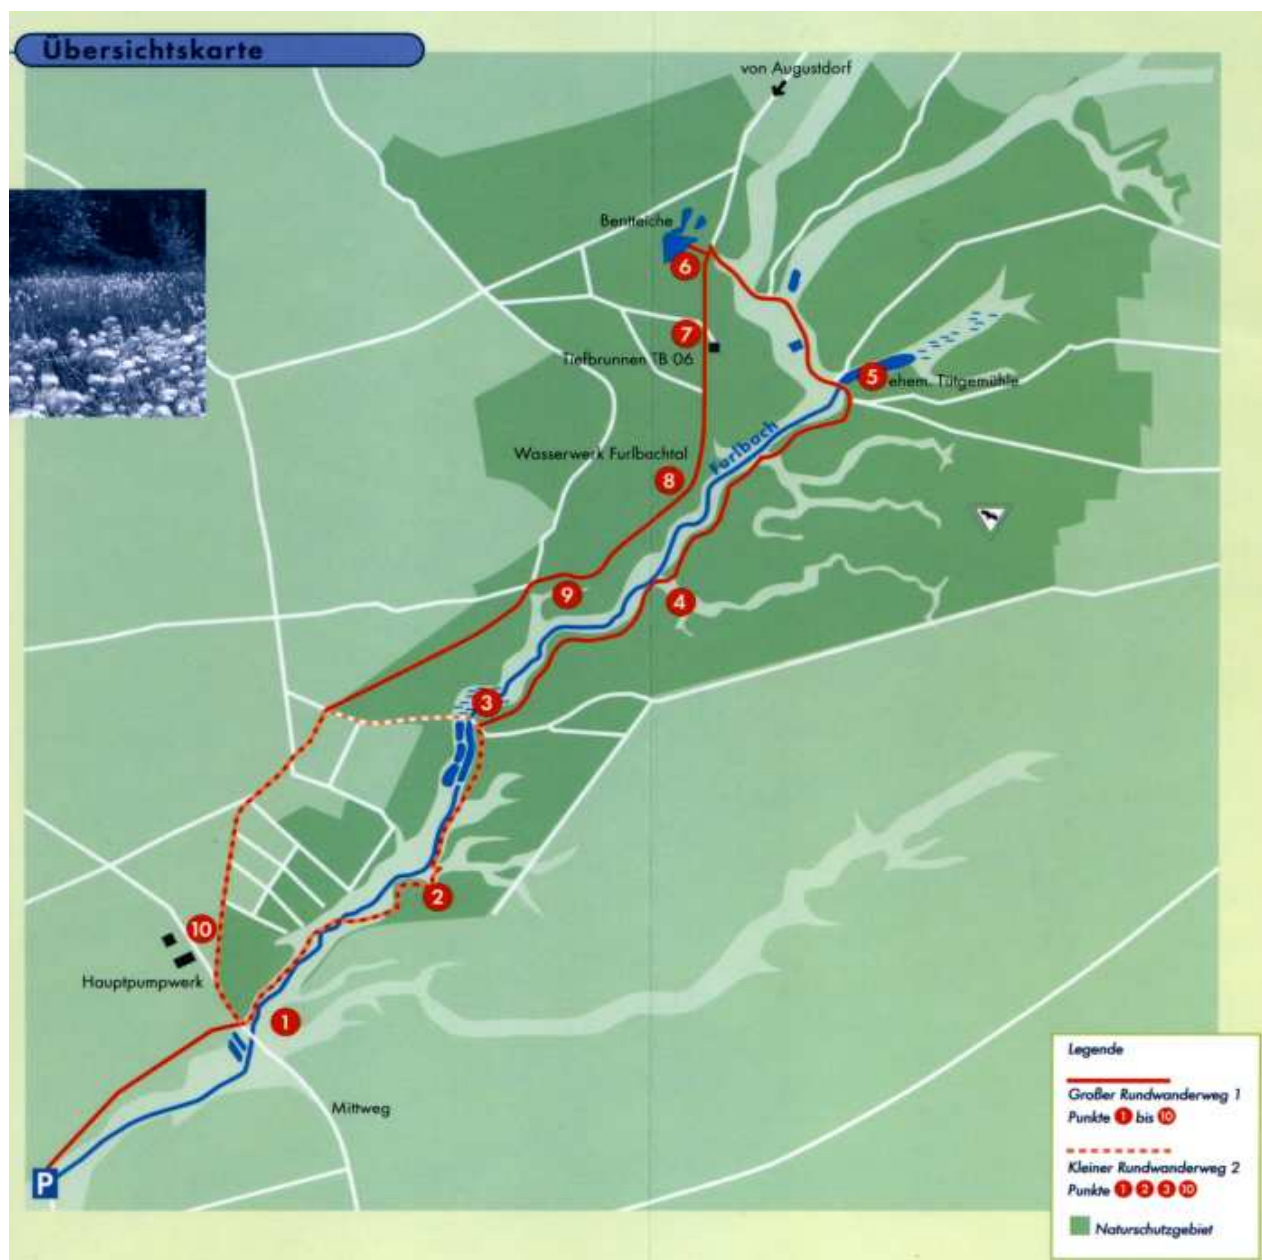 Übersichtskarte
von Augustdorf
Bentteiche
6
7
Tiefbrunnen TB 06
5
ehem. Tütgemühle
Furlbach
Wasserwerk Furlbachtal
8
9
4
3
2
10
Hauptpumpwerk
1
Mittweg
P
Legende
Großer Rundwanderweg 1
Punkte 1 bis 10
Kleiner Rundwanderweg 2
Punkte 1 2 3 10
Naturschutzgebiet